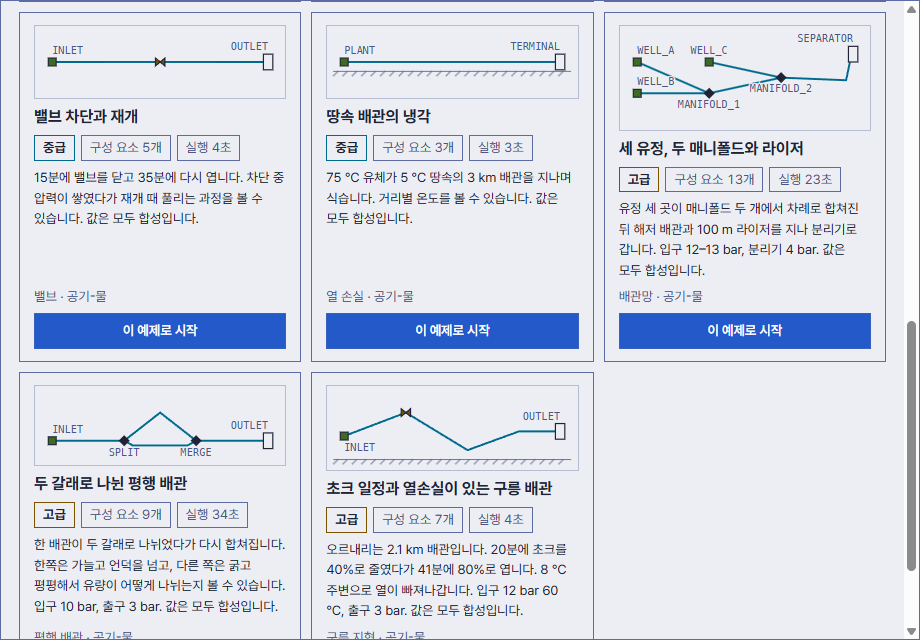 INLET
OUTLET
밸브 차단과 재개
중급
구성 요소 5개
실행 4초
15분에 밸브를 닫고 35분에 다시 엽니다. 차단 중
압력이 쌓였다가 재개 때 풀리는 과정을 볼 수
있습니다. 값은 모두 합성입니다.
밸브 · 공기-물
이 예제로 시작
PLANT
TERMINAL
땅속 배관의 냉각
중급
구성 요소 3개
실행 3초
75 °C 유체가 5 °C 땅속의 3 km 배관을 지나며
식습니다. 거리별 온도를 볼 수 있습니다. 값은
모두 합성입니다.
열 손실 · 공기-물
이 예제로 시작
SEPARATOR
WELL_A
WELL_C
WELL_B
MANIFOLD_2
MANIFOLD_1
세 유정, 두 매니폴드와 라이저
고급
구성 요소 13개
실행 23초
유정 세 곳이 매니폴드 두 개에서 차례로 합쳐진
뒤 해저 배관과 100 m 라이저를 지나 분리기로
갑니다. 입구 12–13 bar, 분리기 4 bar. 값은
모두 합성입니다.
배관망 · 공기-물
이 예제로 시작
INLET
OUTLET
SPLIT
MERGE
두 갈래로 나뉜 평행 배관
고급
구성 요소 9개
실행 34초
한 배관이 두 갈래로 나뉘었다가 다시 합쳐집니다.
한쪽은 가늘고 언덕을 넘고, 다른 쪽은 굵고
평평해서 유량이 어떻게 나뉘는지 볼 수 있습니다.
입구 10 bar, 출구 3 bar. 값은 모두 합성입니다.
평행 배관 · 공기-물
OUTLET
INLET
초크 일정과 열손실이 있는 구릉 배관
고급
구성 요소 7개
실행 4초
오르내리는 2.1 km 배관입니다. 20분에 초크를
40%로 줄였다가 41분에 80%로 엽니다. 8 °C
주변으로 열이 빠져나갑니다. 입구 12 bar 60
°C, 출구 3 bar. 값은 모두 합성입니다.
구릉 지형 · 공기-물